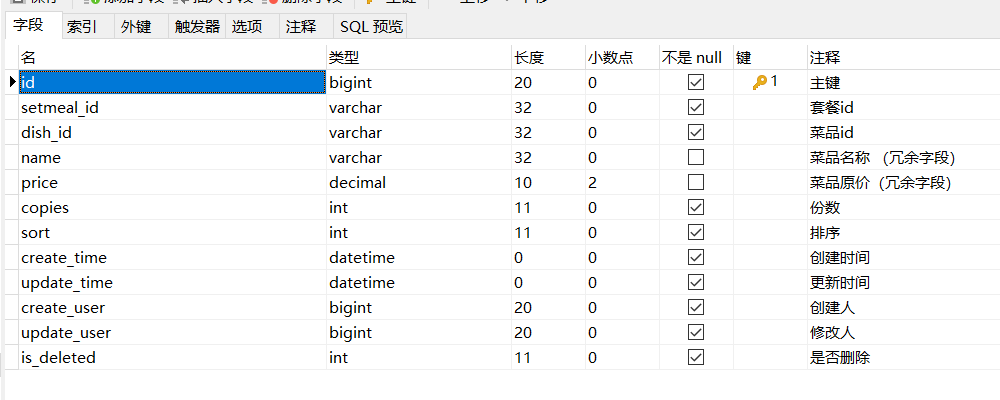 字段 索引 外键 触发器 选项 注释 SQL 预览
名 类型 长度 小数点 不是 null 键 注释
id bigint 20 0 1 主键
setmeal_id varchar 32 0 套餐id
dish_id varchar 32 0 菜品id
name varchar 32 0 菜品名称 （冗余字段）
price decimal 10 2 菜品原价（冗余字段）
copies int 11 0 份数
sort int 11 0 排序
create_time datetime 0 0 创建时间
update_time datetime 0 0 更新时间
create_user bigint 20 0 创建人
update_user bigint 20 0 修改人
is_deleted int 11 0 是否删除